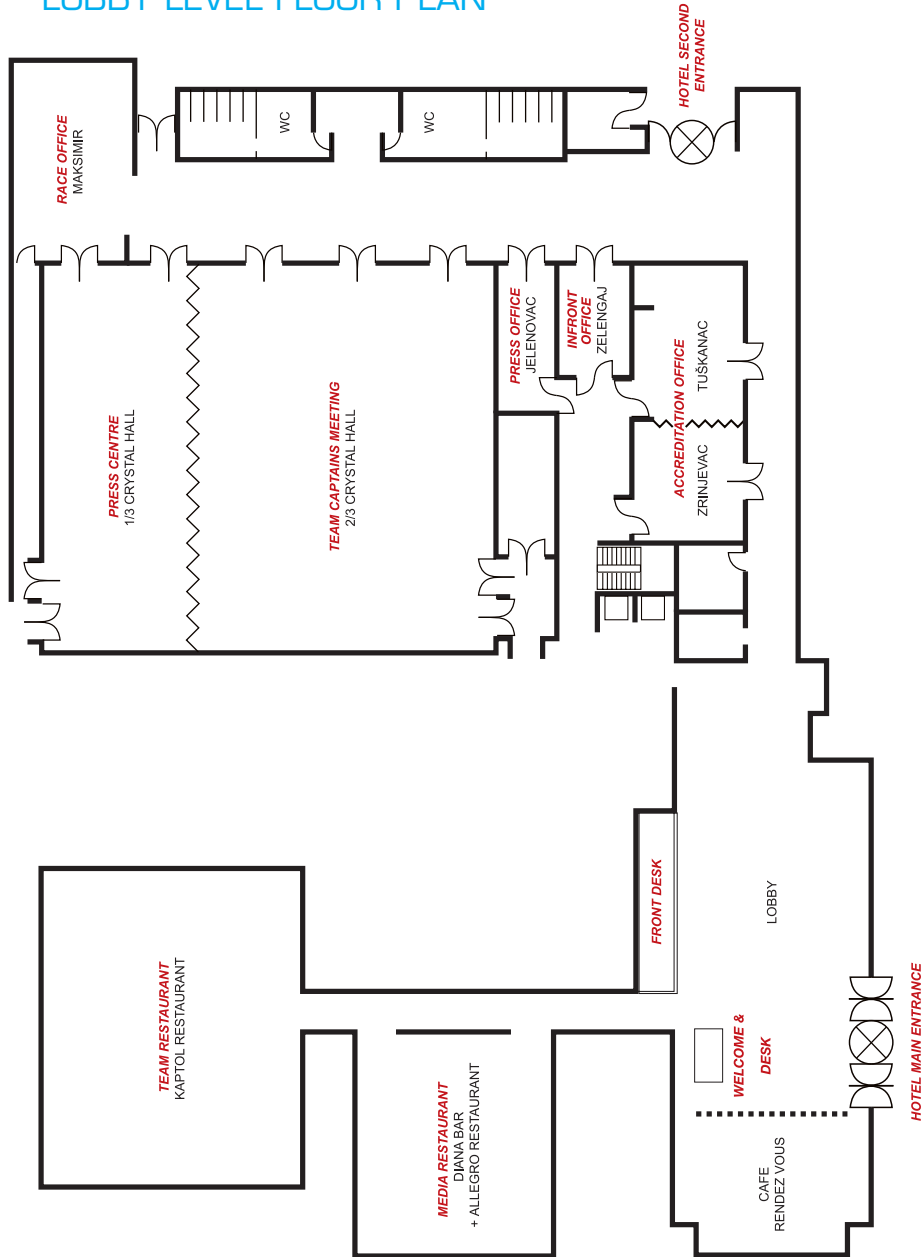 LOBBY LEVEL FLOOR PLAN
HOTEL SECOND
ENTRANCE
RACE OFFICE
MAKSIMIR
WC
WC
PRESS CENTRE
1/3 CRYSTAL HALL
TEAM CAPTAINS MEETING
2/3 CRYSTAL HALL
PRESS OFFICE
JELENOVAC
INFRONT
OFFICE
ZELENGAJ
ACCREDITATION OFFICE
TUŠKANAC
ZRINJEVAC
FRONT DESK
LOBBY
TEAM RESTAURANT
KAPTOL RESTAURANT
MEDIA RESTAURANT
DIANA BAR
+ ALLEGRO RESTAURANT
WELCOME &
DESK
CAFE
RENDEZ VOUS
HOTEL MAIN ENTRANCE